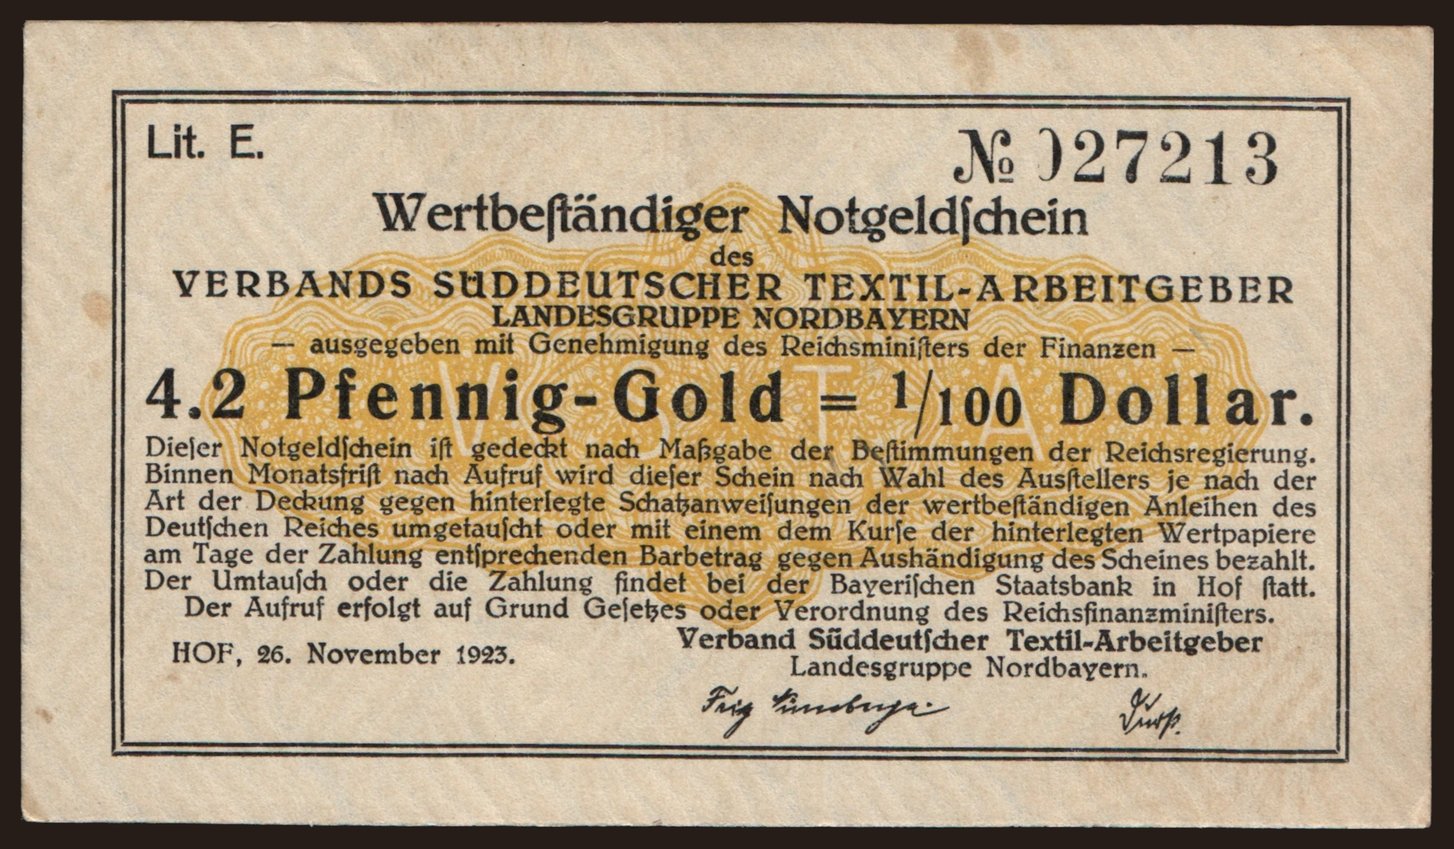 Lit. E.
№ 027213
Wertbeſtändiger Notgeldſchein
des
VERBANDS SÜDDEUTSCHER TEXTIL-ARBEITGEBER
LANDESGRUPPE NORDBAYERN
— ausgegeben mit Genehmigung des Reichsminiſters der Finanzen —
4.2 Pfennig-Gold = 1/100 Dollar.
Dieſer Notgeldſchein iſt gedeckt nach Maßgabe der Beſtimmungen der Reichsregierung.
Binnen Monatsfriſt nach Aufruf wird dieſer Schein nach Wahl des Ausſtellers je nach der
Art der Deckung gegen hinterlegte Schatzanweiſungen der wertbeſtändigen Anleihen des
Deutſchen Reiches umgetauſcht oder mit einem dem Kurſe der hinterlegten Wertpapiere
am Tage der Zahlung entſprechenden Barbetrag gegen Aushändigung des Scheines bezahlt.
Der Umtauſch oder die Zahlung findet bei der Bayeriſchen Staatsbank in Hof ſtatt.
Der Aufruf erfolgt auf Grund Geſetzes oder Verordnung des Reichsfinanzminiſters.
HOF, 26. November 1923.
Verband Süddeutſcher Textil-Arbeitgeber
Landesgruppe Nordbayern.